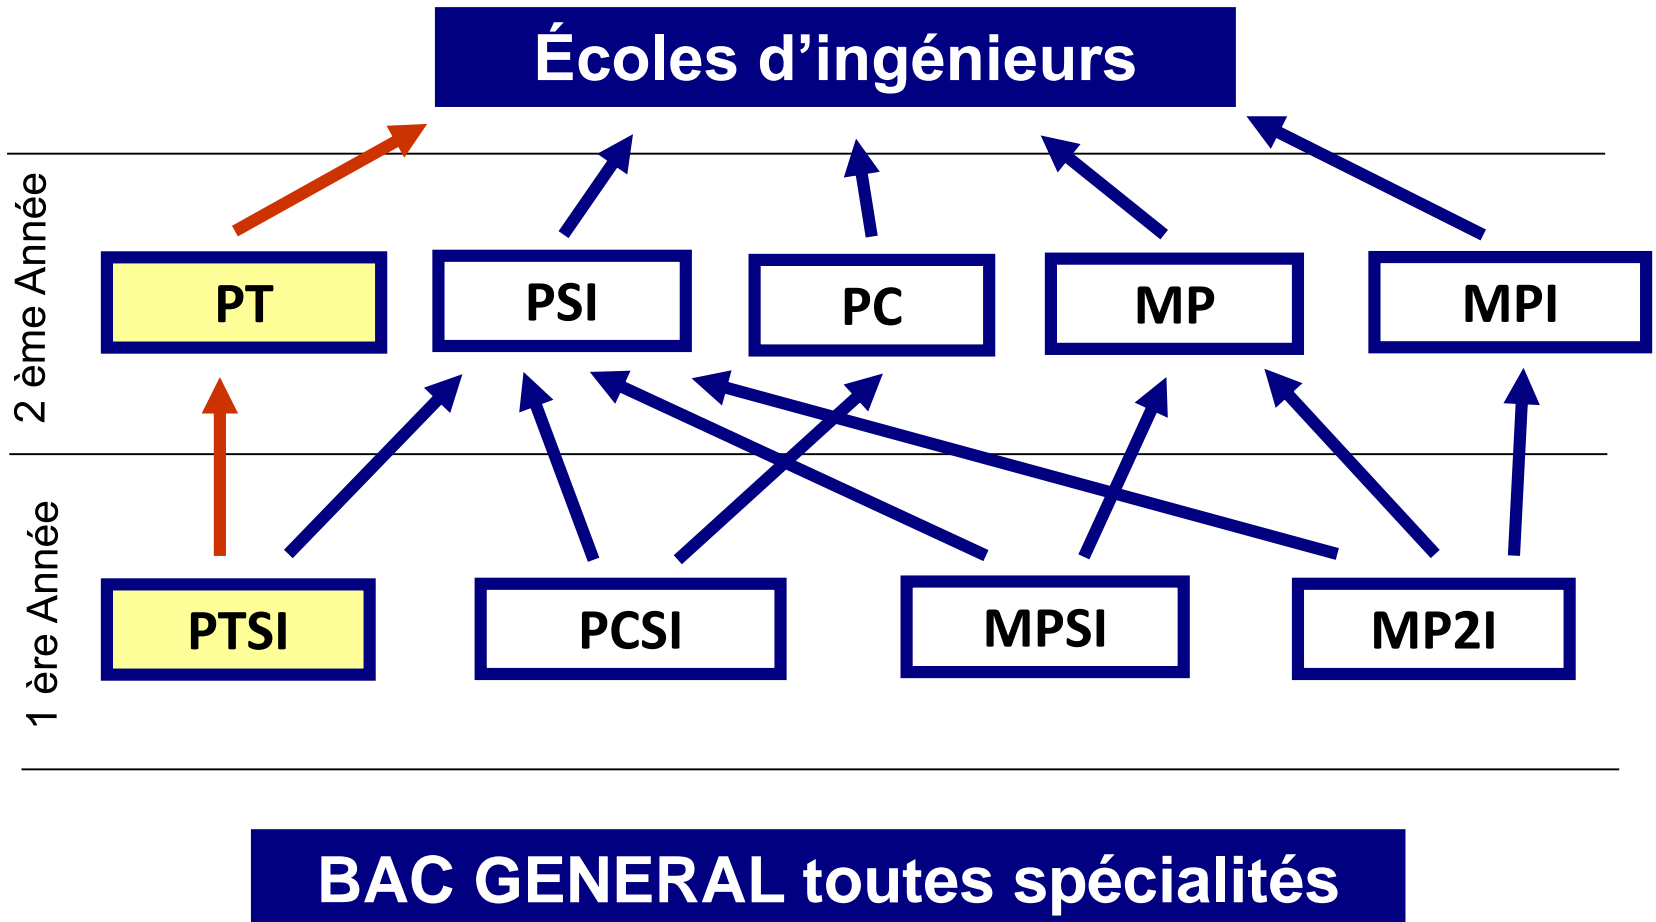 Écoles d’ingénieurs
2 ème Année
PT
PSI
PC
MP
MPI
1 ère Année
PTSI
PCSI
MPSI
MP2I
BAC GENERAL toutes spécialités